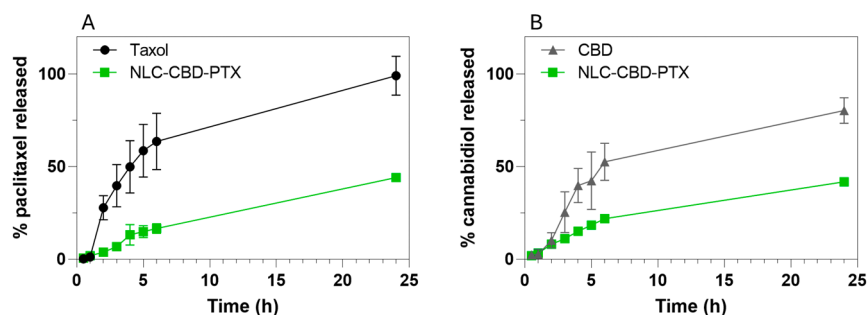 A
Taxol
NLC-CBD-PTX
% paclitaxel released
100
50
0
0
5
10
15
20
25
Time (h)
B
CBD
NLC-CBD-PTX
% cannabidiol released
100
50
0
0
5
10
15
20
25
Time (h)